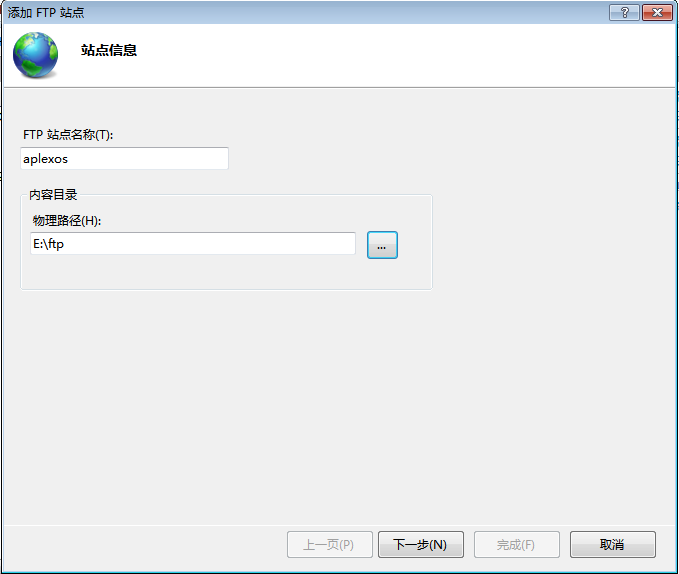 添加 FTP 站点
站点信息
FTP 站点名称(T):
aplexos
内容目录
物理路径(H):
E:\ftp
...
上一页(P) 下一步(N) 完成(F) 取消